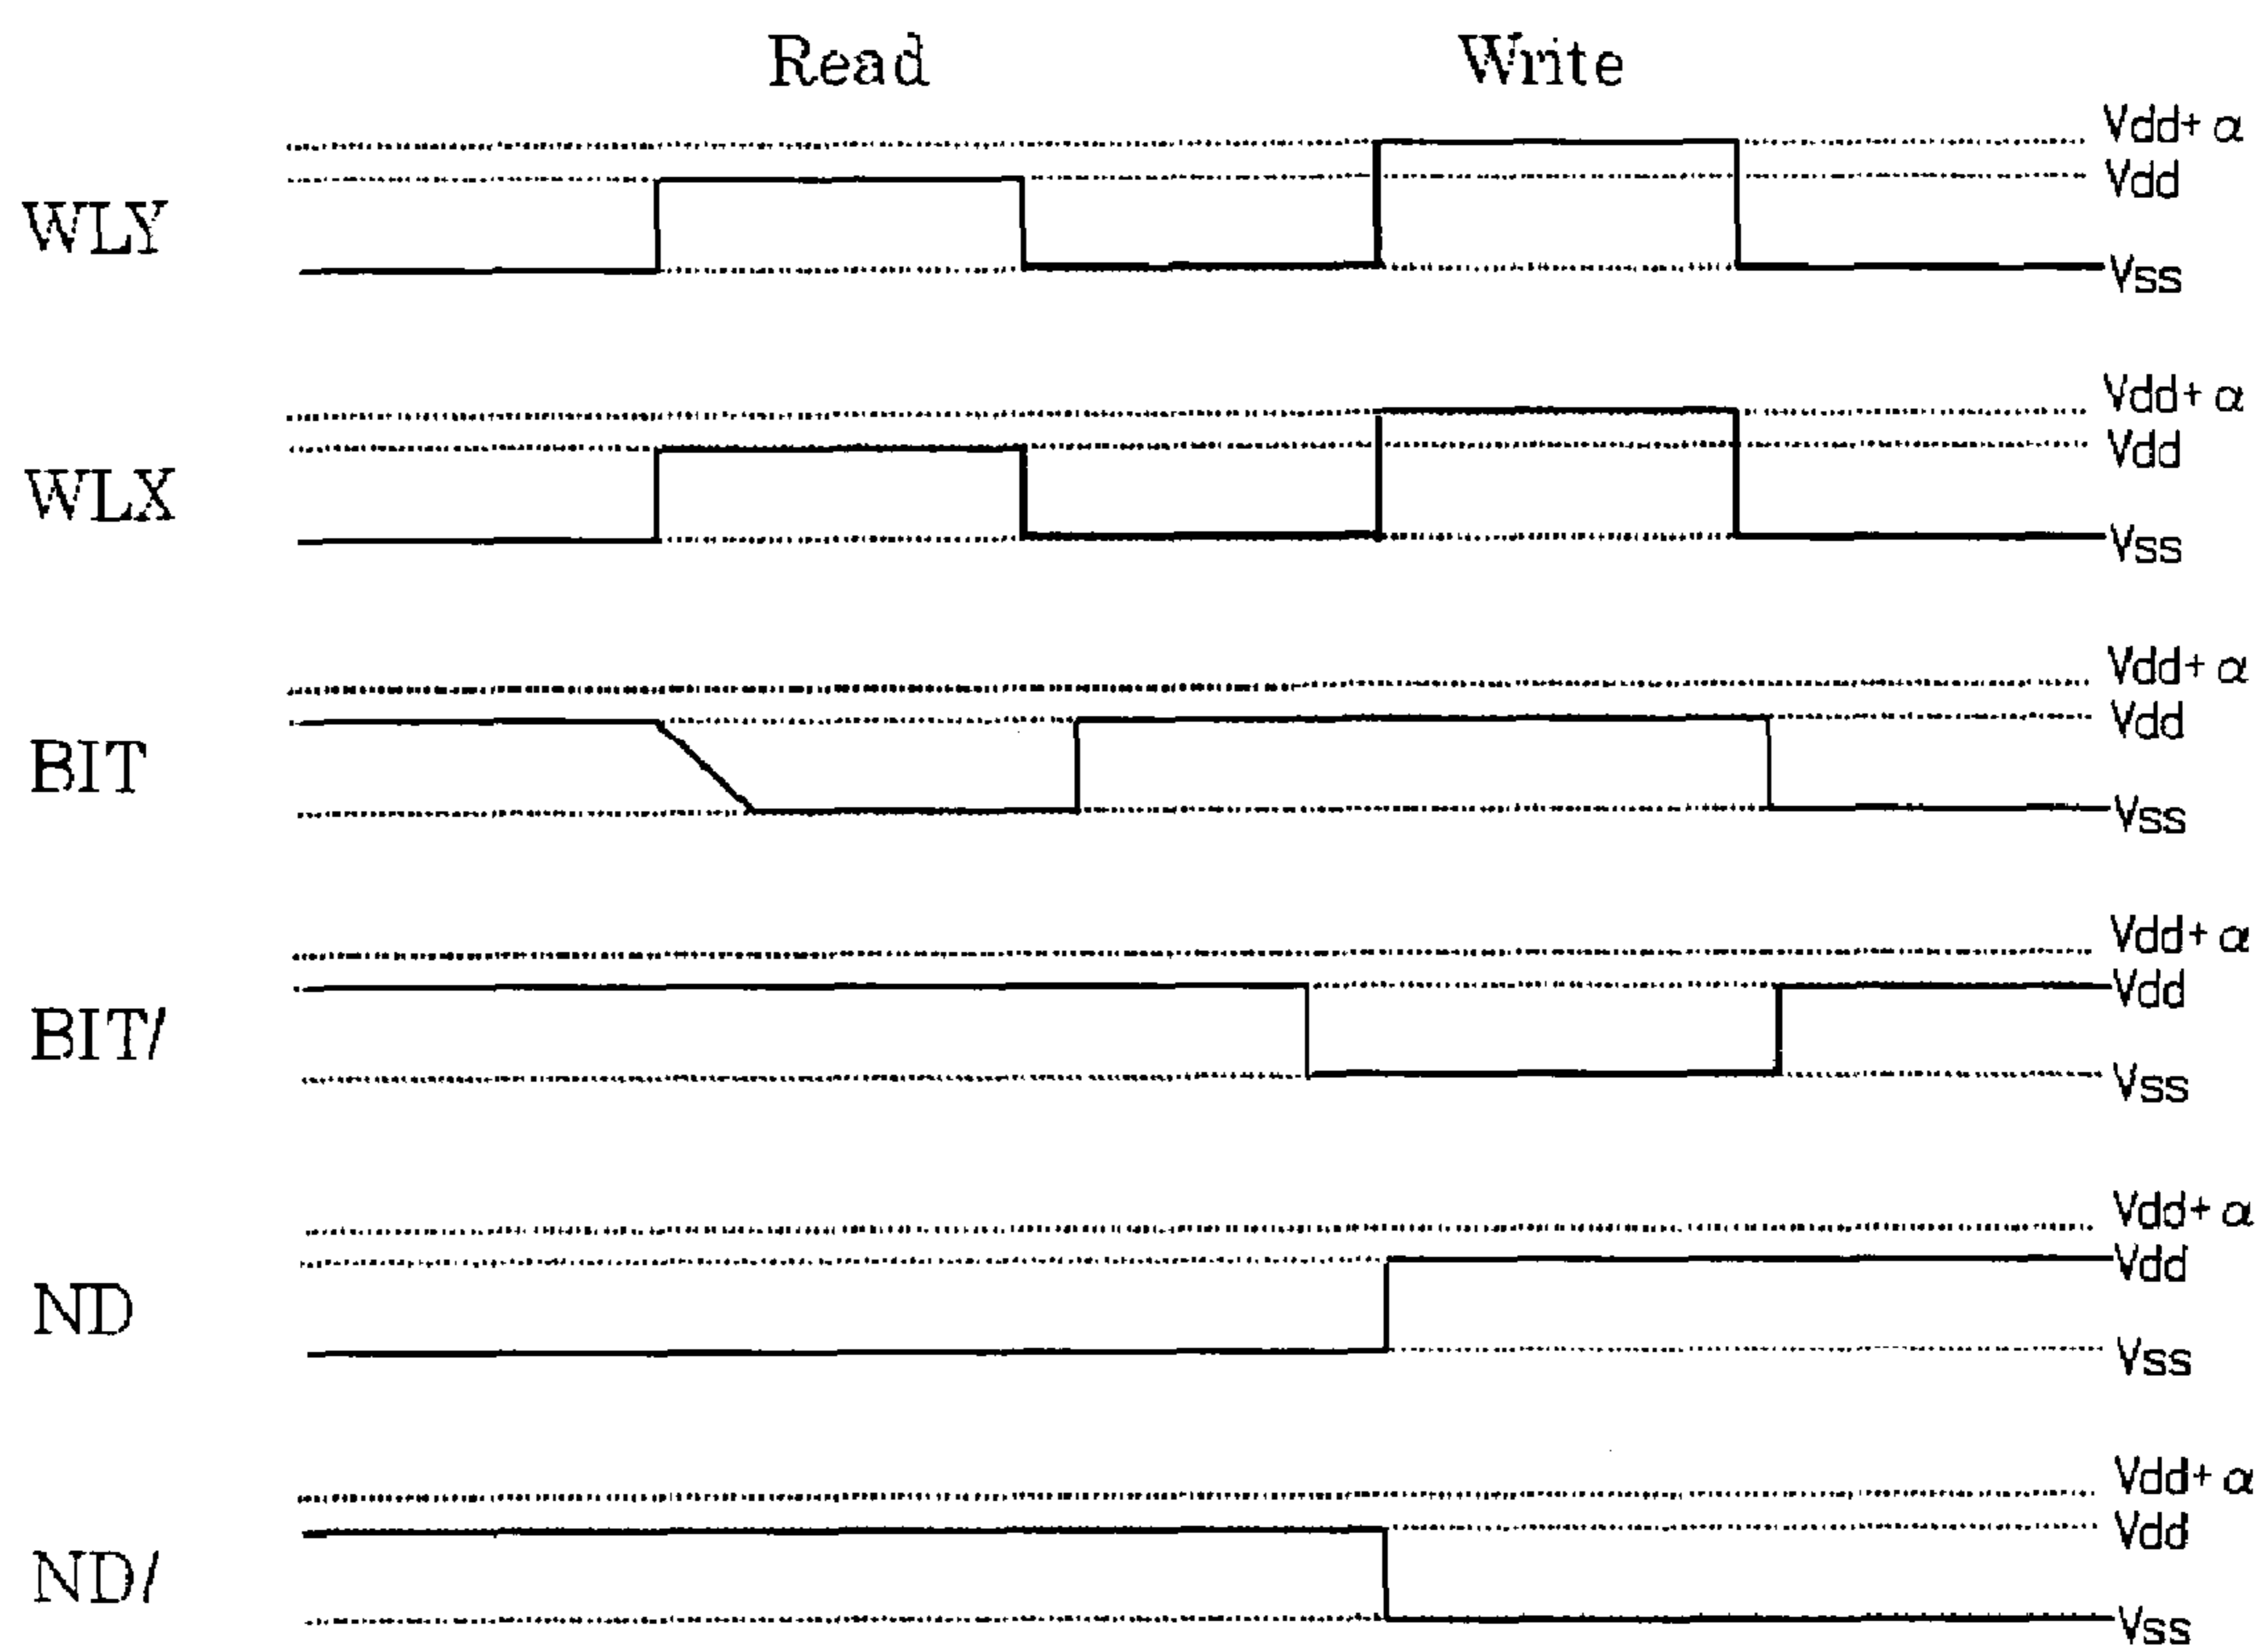 Read Write
Vdd+ α
Vdd
WLY
Vss
Vdd+ α
Vdd
WLX
Vss
Vdd+ α
Vdd
BIT
Vss
Vdd+ α
Vdd
BIT/
Vss
Vdd+ α
Vdd
ND
Vss
Vdd+ α
Vdd
ND/
Vss